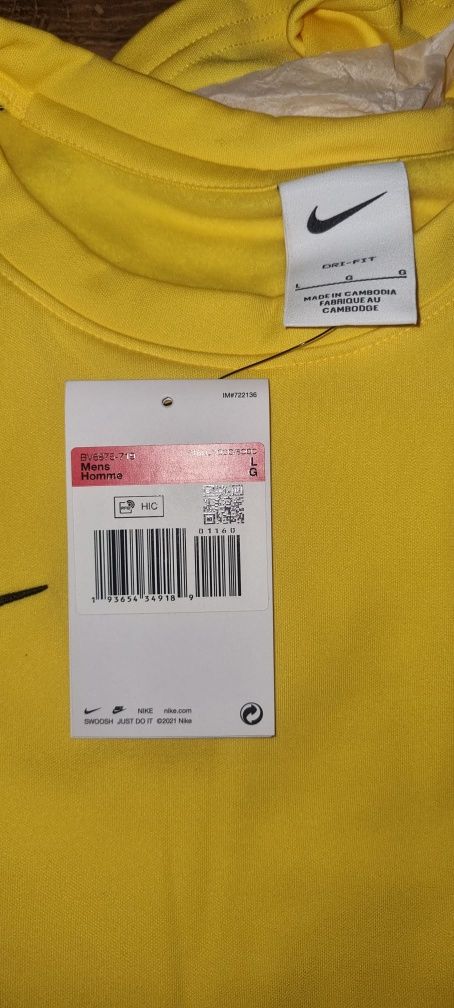 DRI-FIT
L G G
MADE IN CAMBODIA
FABRIQUE AU
CAMBODGE
IM#722136
Mens
Homme
L
G
HIC
01160
1 93654 34918 9
NIKE nike.com
SWOOSH JUST DO IT ©2021 Nike